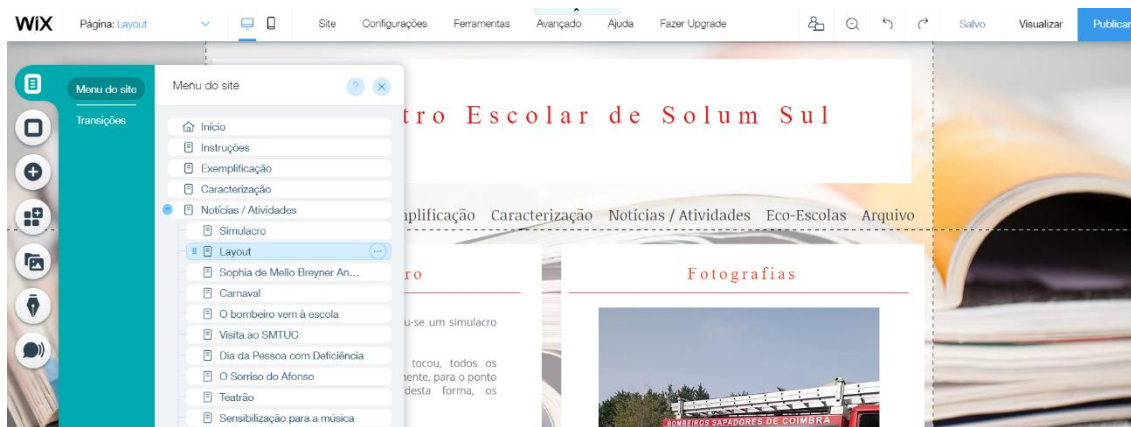 WiX Página: Layout Site Configurações Ferramentas Avançado Ajuda Fazer Upgrade Salvo Visualizar Publicar
Menu do site
Transições
Menu do site ?
Início
Instruções
Exemplificação
Caracterização
Notícias / Atividades
Simulacro
Layout
Sophia de Mello Breyner An...
Carnaval
O bombeiro vem à escola
Visita ao SMTUC
Dia da Pessoa com Deficiência
O Sorriso do Afonso
Teatrão
Sensibilização para a música
tro Escolar de Solum Sul
plificação Caracterização Notícias / Atividades Eco-Escolas Arquivo
ro
u-se um simulacro
tocou, todos os
ente, para o ponto
desta forma, os
Fotografias
BOMBEIROS SAPADORES DE COIMBRA